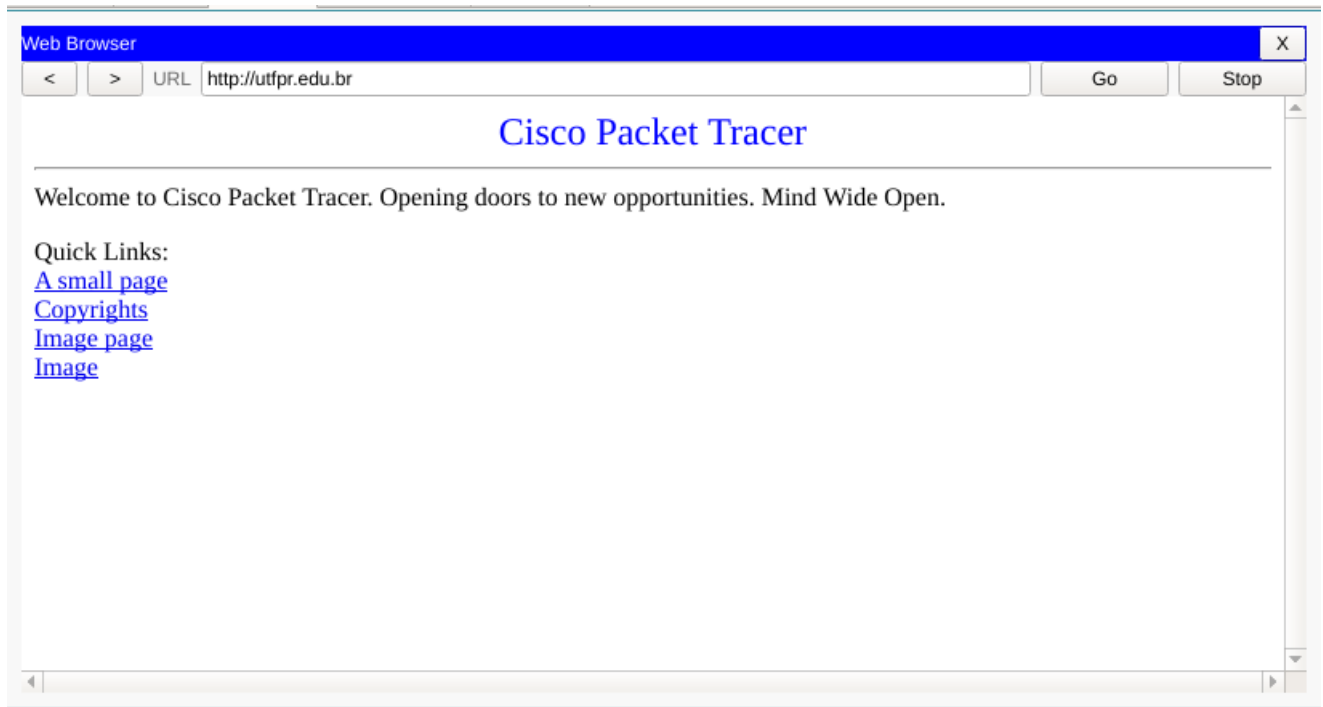 Web Browser X
< > URL http://utfpr.edu.br Go Stop
Cisco Packet Tracer
Welcome to Cisco Packet Tracer. Opening doors to new opportunities. Mind Wide Open.
Quick Links:
A small page
Copyrights
Image page
Image